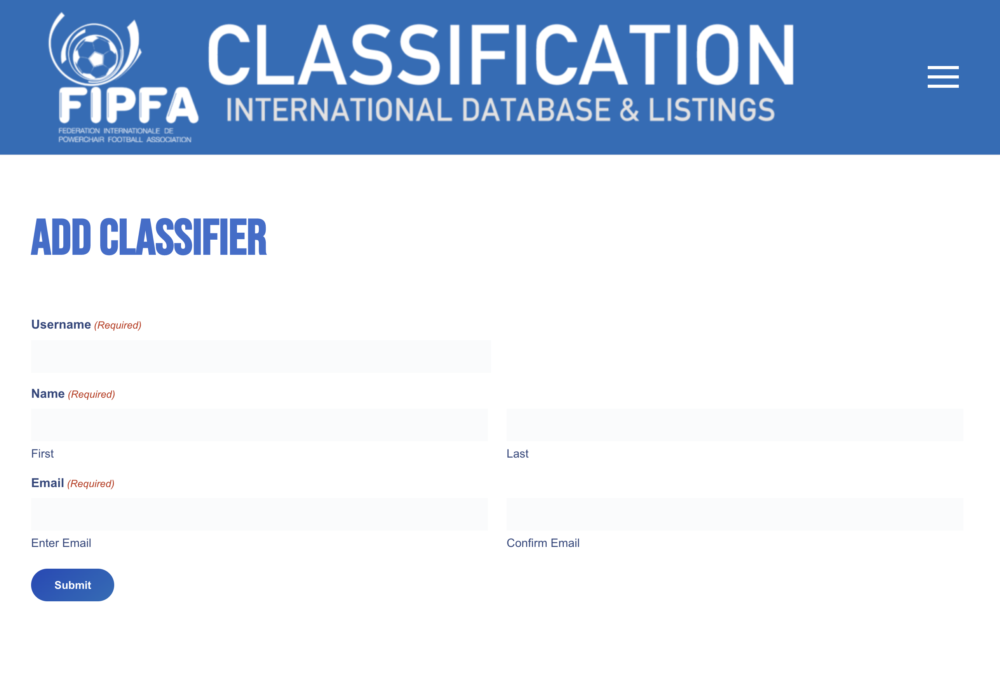 CLASSIFICATION
INTERNATIONAL DATABASE & LISTINGS
FIPFA
FEDERATION INTERNATIONALE DE
POWERCHAIR FOOTBALL ASSOCIATION
ADD CLASSIFIER
Username (Required)
Name (Required)
First
Last
Email (Required)
Enter Email
Confirm Email
Submit